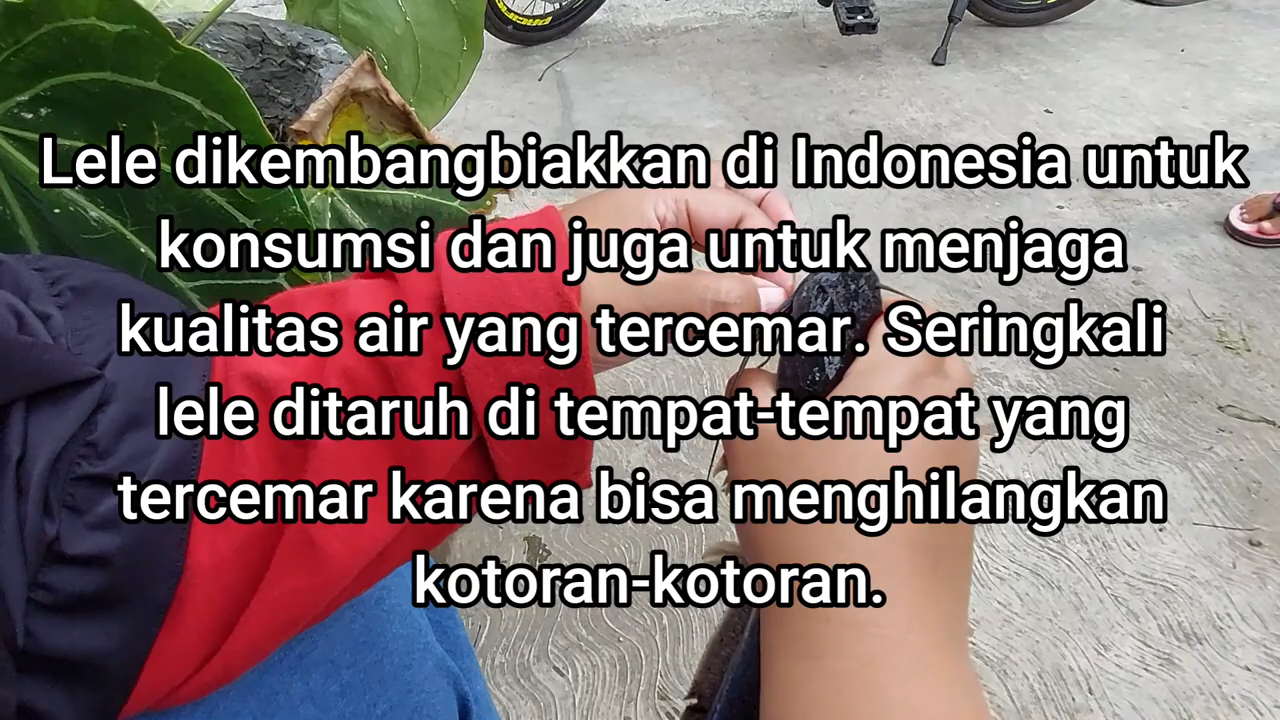 Lele dikembangbiakkan di Indonesia untuk
konsumsi dan juga untuk menjaga
kualitas air yang tercemar. Seringkali
lele ditaruh di tempat-tempat yang
tercemar karena bisa menghilangkan
kotoran-kotoran.